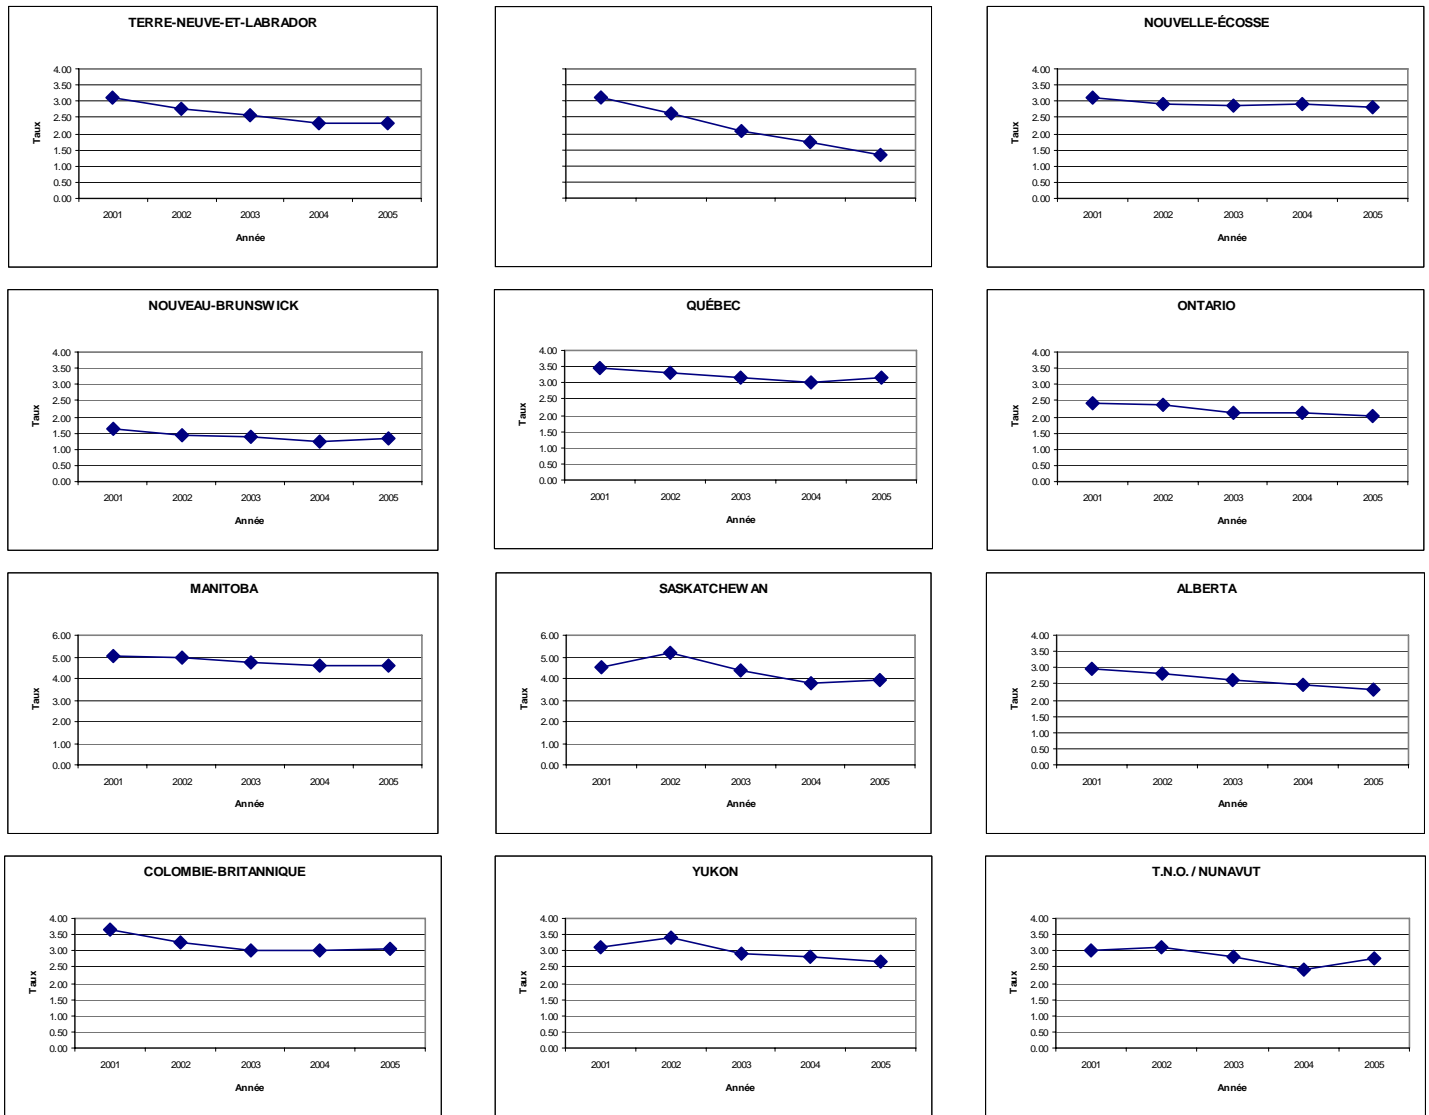 TERRE-NEUVE-ET-LABRADOR
4.00
3.50
3.00
2.50
2.00
1.50
1.00
0.50
0.00
Taux
2001 2002 2003 2004 2005
Année
NOUVELLE-ÉCOSSE
4.00
3.50
3.00
2.50
2.00
1.50
1.00
0.50
0.00
Taux
2001 2002 2003 2004 2005
Année
NOUVEAU-BRUNSWICK
4.00
3.50
3.00
2.50
2.00
1.50
1.00
0.50
0.00
Taux
2001 2002 2003 2004 2005
Année
QUÉBEC
4.00
3.50
3.00
2.50
2.00
1.50
1.00
0.50
0.00
Taux
2001 2002 2003 2004 2005
Année
ONTARIO
4.00
3.50
3.00
2.50
2.00
1.50
1.00
0.50
0.00
Taux
2001 2002 2003 2004 2005
Année
MANITOBA
6.00
5.00
4.00
3.00
2.00
1.00
0.00
Taux
2001 2002 2003 2004 2005
Année
SASKATCHEWAN
6.00
5.00
4.00
3.00
2.00
1.00
0.00
Taux
2001 2002 2003 2004 2005
Année
ALBERTA
4.00
3.50
3.00
2.50
2.00
1.50
1.00
0.50
0.00
Taux
2001 2002 2003 2004 2005
Année
COLOMBIE-BRITANNIQUE
4.00
3.50
3.00
2.50
2.00
1.50
1.00
0.50
0.00
Taux
2001 2002 2003 2004 2005
Année
YUKON
4.00
3.50
3.00
2.50
2.00
1.50
1.00
0.50
0.00
Taux
2001 2002 2003 2004 2005
Année
T.N.O. / NUNAVUT
4.00
3.50
3.00
2.50
2.00
1.50
1.00
0.50
0.00
Taux
2001 2002 2003 2004 2005
Année